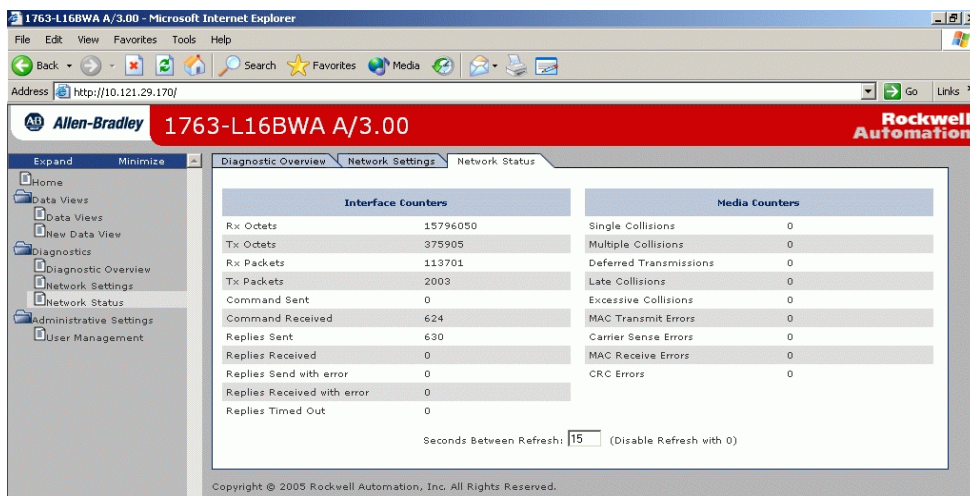 1763-L16BWA A/3.00 - Microsoft Internet Explorer
File Edit View Favorites Tools Help
Back Search Favorites Media
Address http://10.121.29.170/ Go Links
AB Allen-Bradley 1763-L16BWA A/3.00 Rockwell Automation
Expand Minimize
Home
Data Views
Data Views
New Data View
Diagnostics
Diagnostic Overview
Network Settings
Network Status
Administrative Settings
User Management
Diagnostic Overview Network Settings Network Status
Interface Counters
Rx Octets 15796050
Tx Octets 375905
Rx Packets 113701
Tx Packets 2003
Command Sent 0
Command Received 624
Replies Sent 630
Replies Received 0
Replies Send with error 0
Replies Received with error 0
Replies Timed Out 0
Media Counters
Single Collisions 0
Multiple Collisions 0
Deferred Transmissions 0
Late Collisions 0
Excessive Collisions 0
MAC Transmit Errors 0
Carrier Sense Errors 0
MAC Receive Errors 0
CRC Errors 0
Seconds Between Refresh: 15 (Disable Refresh with 0)
Copyright © 2005 Rockwell Automation, Inc. All Rights Reserved.